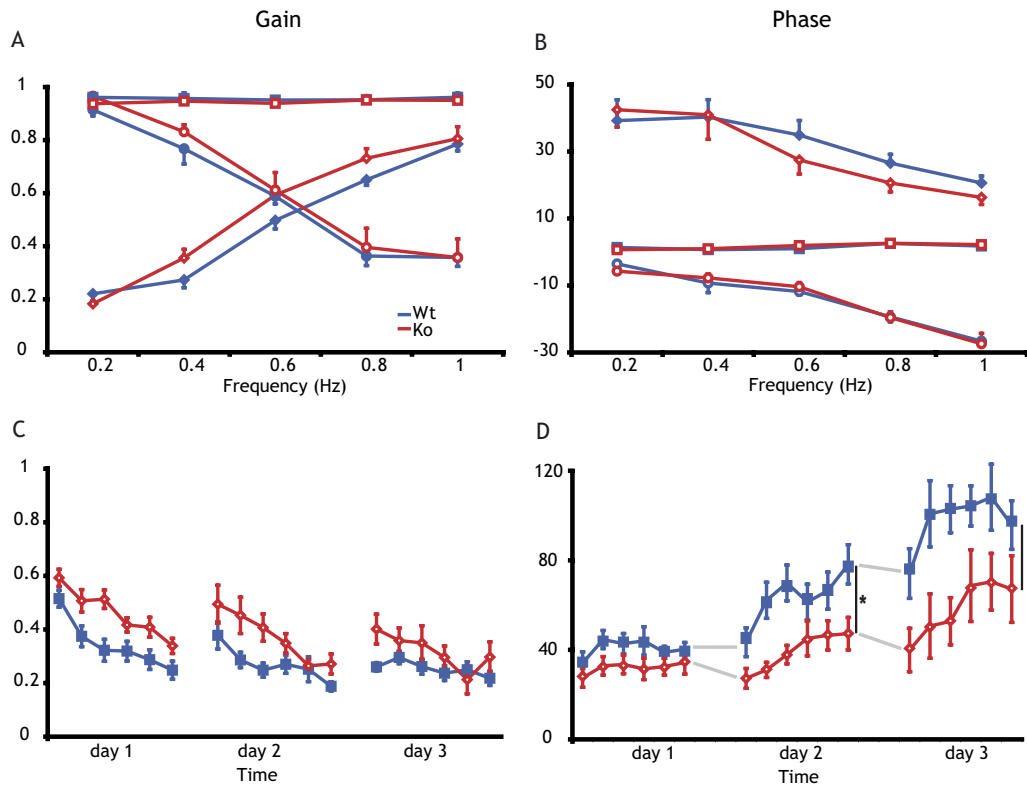 Gain
Phase
A
B
1
0.8
0.6
0.4
0.2
0
Wt
Ko
0.2 0.4 0.6 0.8 1
Frequency (Hz)
50
30
10
-10
-30
0.2 0.4 0.6 0.8 1
Frequency (Hz)
C
D
1
0.8
0.6
0.4
0.2
0
day 1 day 2 day 3
Time
120
80
40
0
*
day 1 day 2 day 3
Time